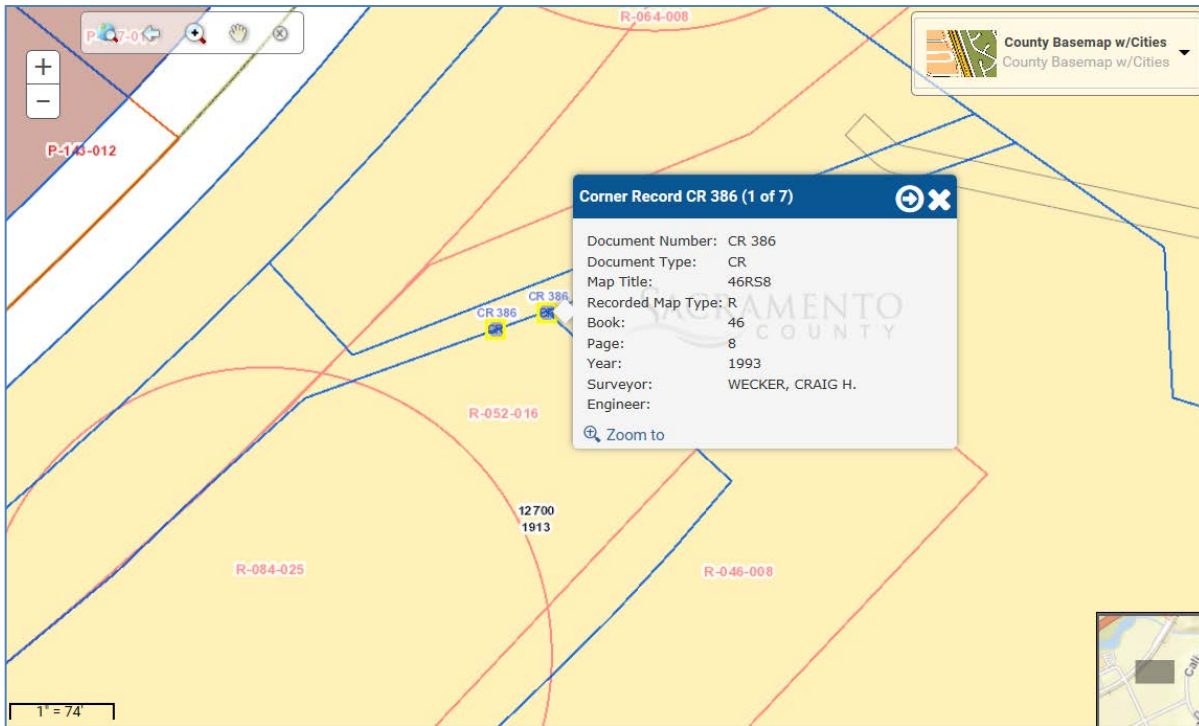 R-064-008
County Basemap w/Cities
County Basemap w/Cities
+
−
P-143-012
Corner Record CR 386 (1 of 7)
Document Number: CR 386
Document Type: CR
Map Title: 46RS8
Recorded Map Type: R
Book: 46
Page: 8
Year: 1993
Surveyor: WECKER, CRAIG H.
Engineer:
Zoom to
SACRAMENTO
COUNTY
CR 386
CR 386
CR
CR
R-052-016
12700
1913
R-084-025
R-046-008
1" = 74'